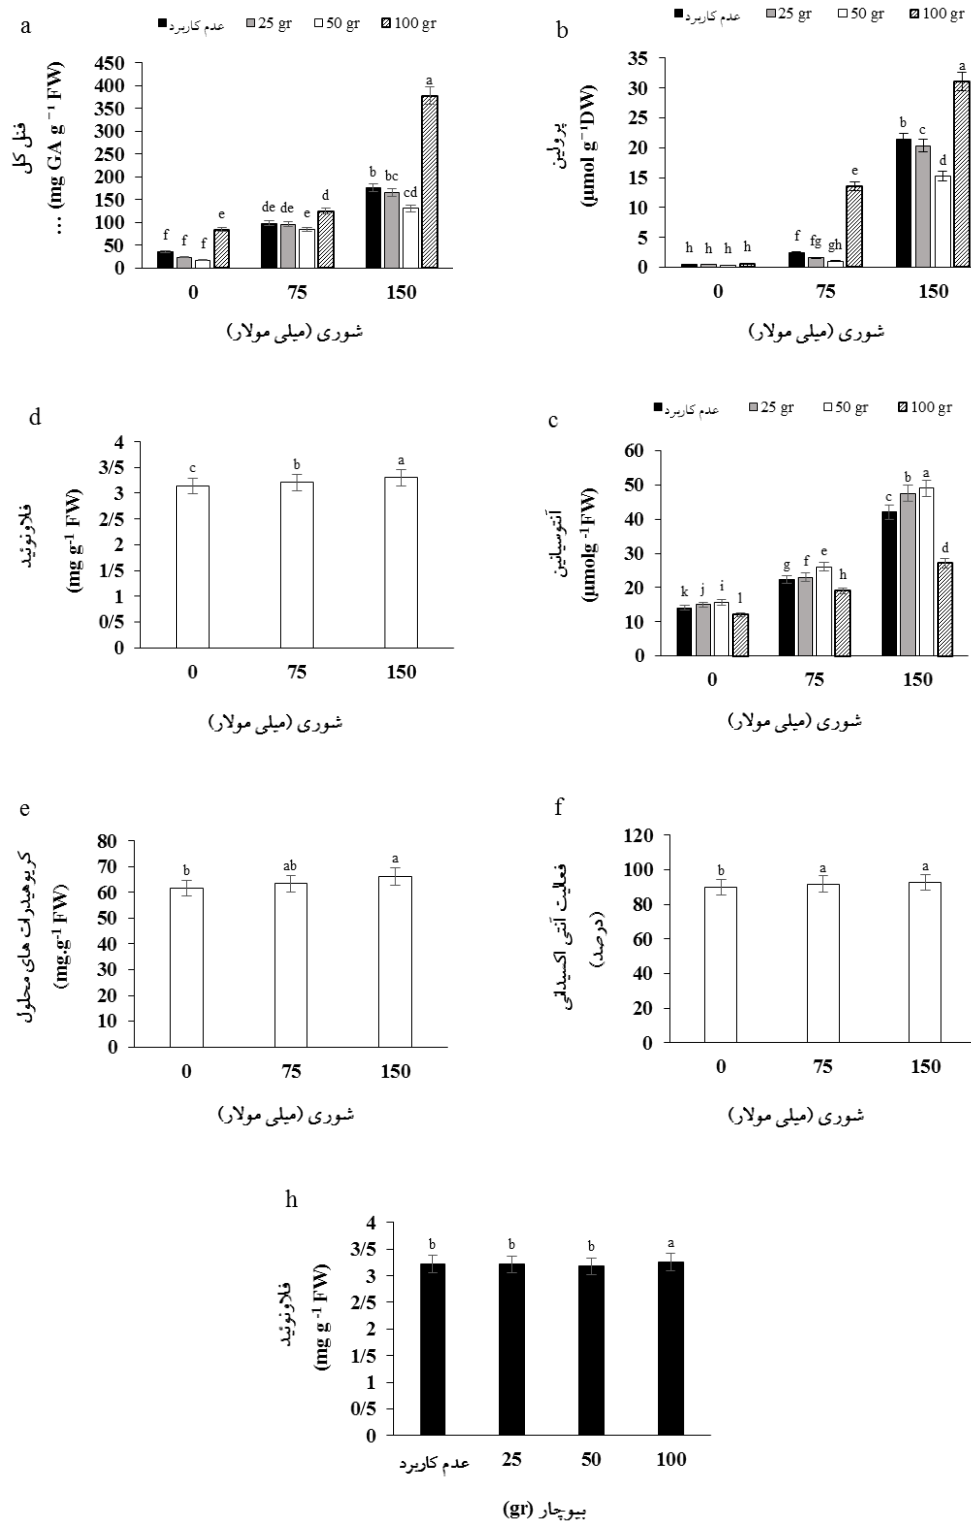 a
عدم کاربرد 25 gr 50 gr 100 gr
450
400
350
300
250
200
150
100
50
0
فنل کل
... (mg GA g ⁻¹ FW)
f f f e
de de e d
b bc cd a
0 75 150
شوری (میلی مولار)
b
عدم کاربرد 25 gr 50 gr 100 gr
35
30
25
20
15
10
5
0
پرولین
(µmol g⁻¹DW)
h h h h
f fg gh e
b c d a
0 75 150
شوری (میلی مولار)
d
4
3/5
3
2/5
2
1/5
1
0/5
0
فلاونوئید
(mg g⁻¹ FW)
c b a
0 75 150
شوری (میلی مولار)
c
عدم کاربرد 25 gr 50 gr 100 gr
60
50
40
30
20
10
0
آنتوسیانین
(µmolg⁻¹FW)
k j i l
g f e h
c b a d
0 75 150
شوری (میلی مولار)
e
80
70
60
50
40
30
20
10
0
کربوهیدرات های محلول
(mg.g⁻¹ FW)
b ab a
0 75 150
شوری (میلی مولار)
f
120
100
80
60
40
20
0
فعالیت آنتی اکسیدانی
(درصد)
b a a
0 75 150
شوری (میلی مولار)
h
4
3/5
3
2/5
2
1/5
1
0/5
0
فلاونوئید
(mg g⁻¹ FW)
b b b a
عدم کاربرد 25 50 100
بیوچار (gr)